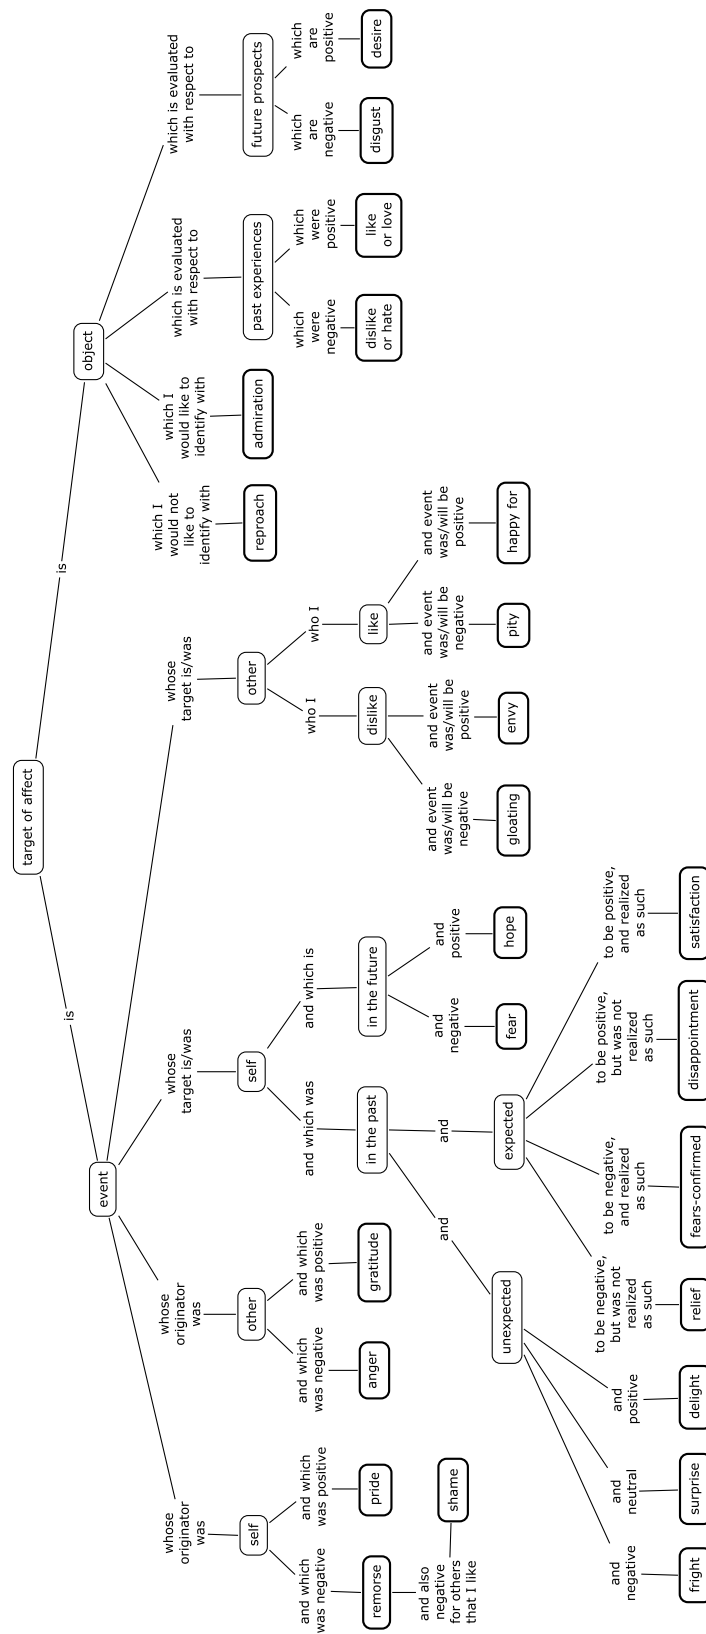 target of affect
is
is
event
object
whose
originator
was
whose
originator
was
whose
target is/was
whose
target is/was
which I
would not
like to
identify with
which I
would like to
identify with
which is evaluated
with respect to
which is evaluated
with respect to
self
other
self
other
reproach
admiration
past experiences
future prospects
and which
was negative
and which
was positive
and which
was negative
and which
was positive
and which was
and which is
who I
who I
which
were
negative
which
were
positive
which
are
negative
which
are
positive
remorse
pride
anger
gratitude
in the past
in the future
dislike
like
dislike
or hate
like
or love
disgust
desire
and also
negative
for others
that I like
shame
and
and
and
negative
and
positive
and event
was/will be
negative
and event
was/will be
positive
and event
was/will be
negative
and event
was/will be
positive
unexpected
expected
fear
hope
gloating
envy
pity
happy for
and
negative
and
neutral
and
positive
to be negative,
but was not
realized
as such
to be negative,
and realized
as such
to be positive,
but was not
realized
as such
to be positive,
and realized
as such
fright
surprise
delight
relief
fears-confirmed
disappointment
satisfaction